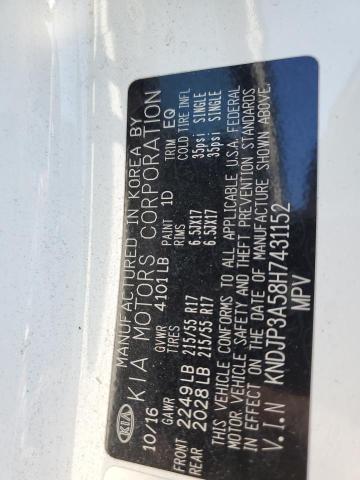 MANUFACTURED IN KOREA BY
KIA KIA MOTORS CORPORATION
10/16 GVWR 4101LB PAINT 1D TRIM EQ
GAWR TIRES RIMS COLD TIRE INFL
FRONT 2249LB 215/55 R17 6.5JX17 35psi SINGLE
REAR 2028LB 215/55 R17 6.5JX17 35psi SINGLE
THIS VEHICLE CONFORMS TO ALL APPLICABLE U.S.A. FEDERAL
MOTOR VEHICLE SAFETY AND THEFT PREVENTION STANDARDS
IN EFFECT ON THE DATE OF MANUFACTURE SHOWN ABOVE.
V.I.N KNDJP3A58H7431152
MPV